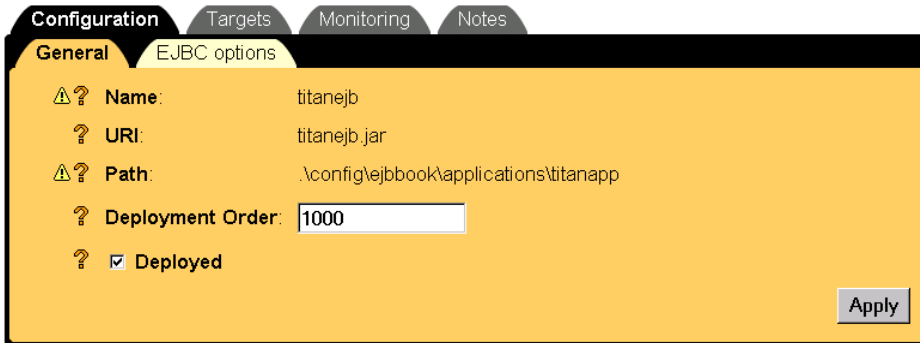 Configuration Targets Monitoring Notes
General EJBC options
Name: titanejb
URI: titanejb.jar
Path: .\config\ejbbook\applications\titanapp
Deployment Order: 1000
Deployed
Apply